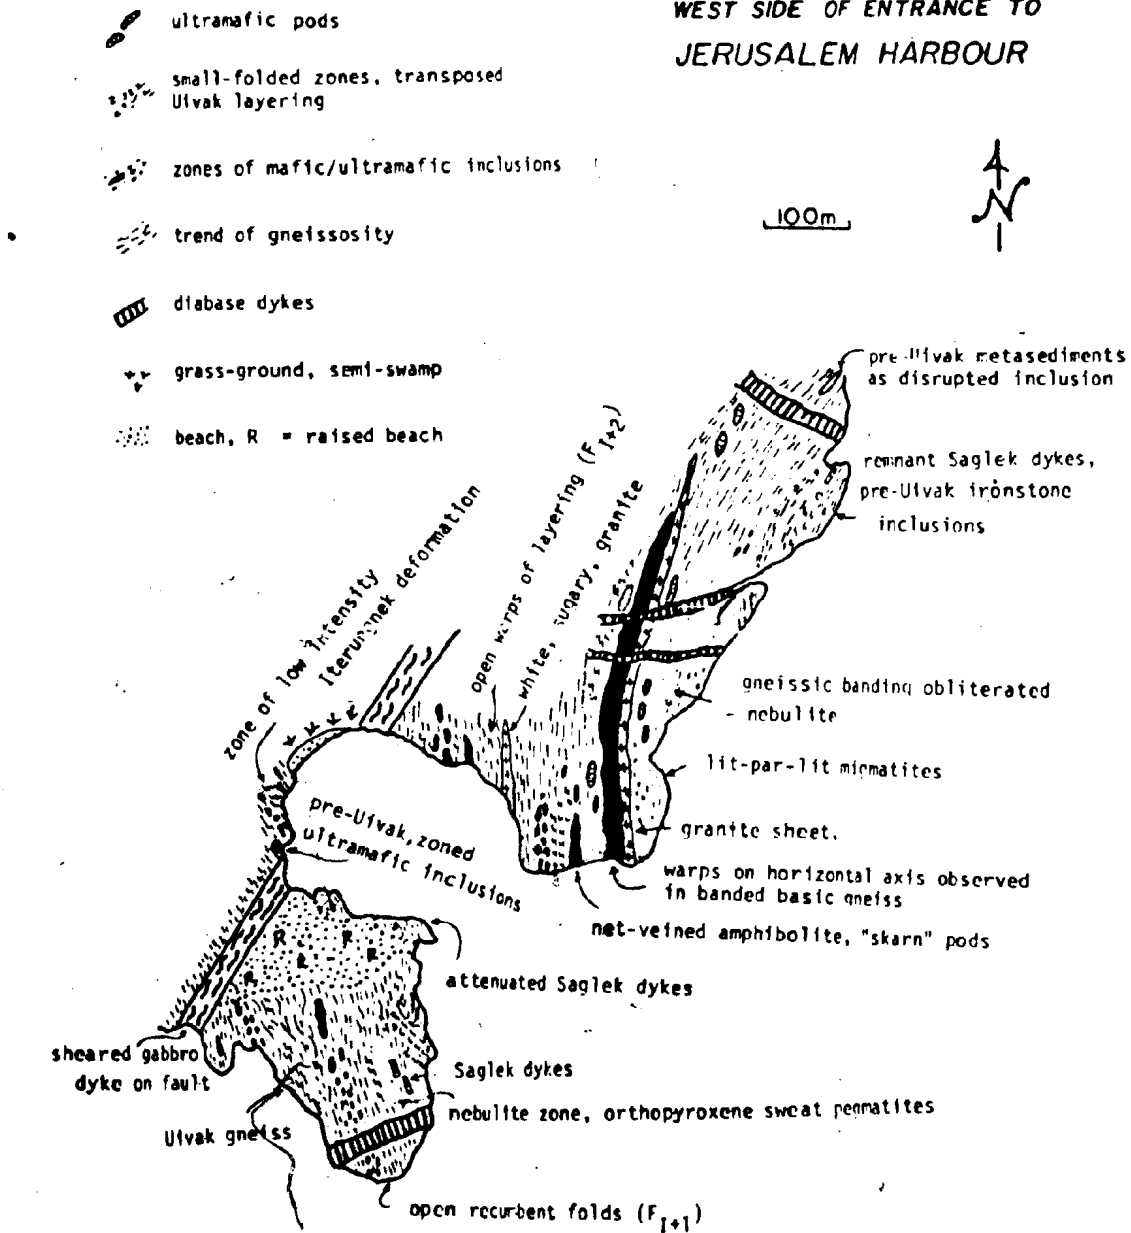 WEST SIDE OF ENTRANCE TO
JERUSALEM HARBOUR
ultramafic pods
small-folded zones, transposed
Uivak layering
zones of mafic/ultramafic inclusions
trend of gneissosity
diabase dykes
grass-ground, semi-swamp
beach, R = raised beach
100m
N
pre-Uivak metasediments
as disrupted inclusion
remnant Saglek dykes,
pre-Uivak ironstone
inclusions
open warps of layering (F I+2)
white, sugary, granite
zone of low intensity
Iterungnek deformation
gneissic banding obliterated
- nebulite
lit-par-lit migmatites
granite sheet.
warps on horizontal axis observed
in banded basic gneiss
net-veined amphibolite, "skarn" pods
pre-Uivak, zoned
ultramafic inclusions
R R
R R
R
attenuated Saglek dykes
sheared gabbro
dyke on fault
Saglek dykes
nebulite zone, orthopyroxene sweat pegmatites
Uivak gneiss
open recumbent folds (F I+1)